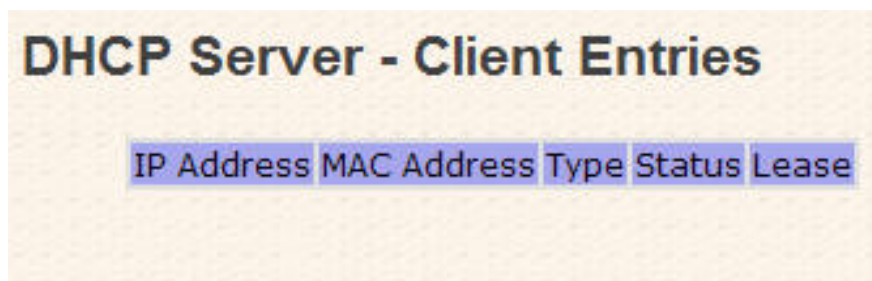 DHCP Server - Client Entries
IP Address MAC Address Type Status Lease